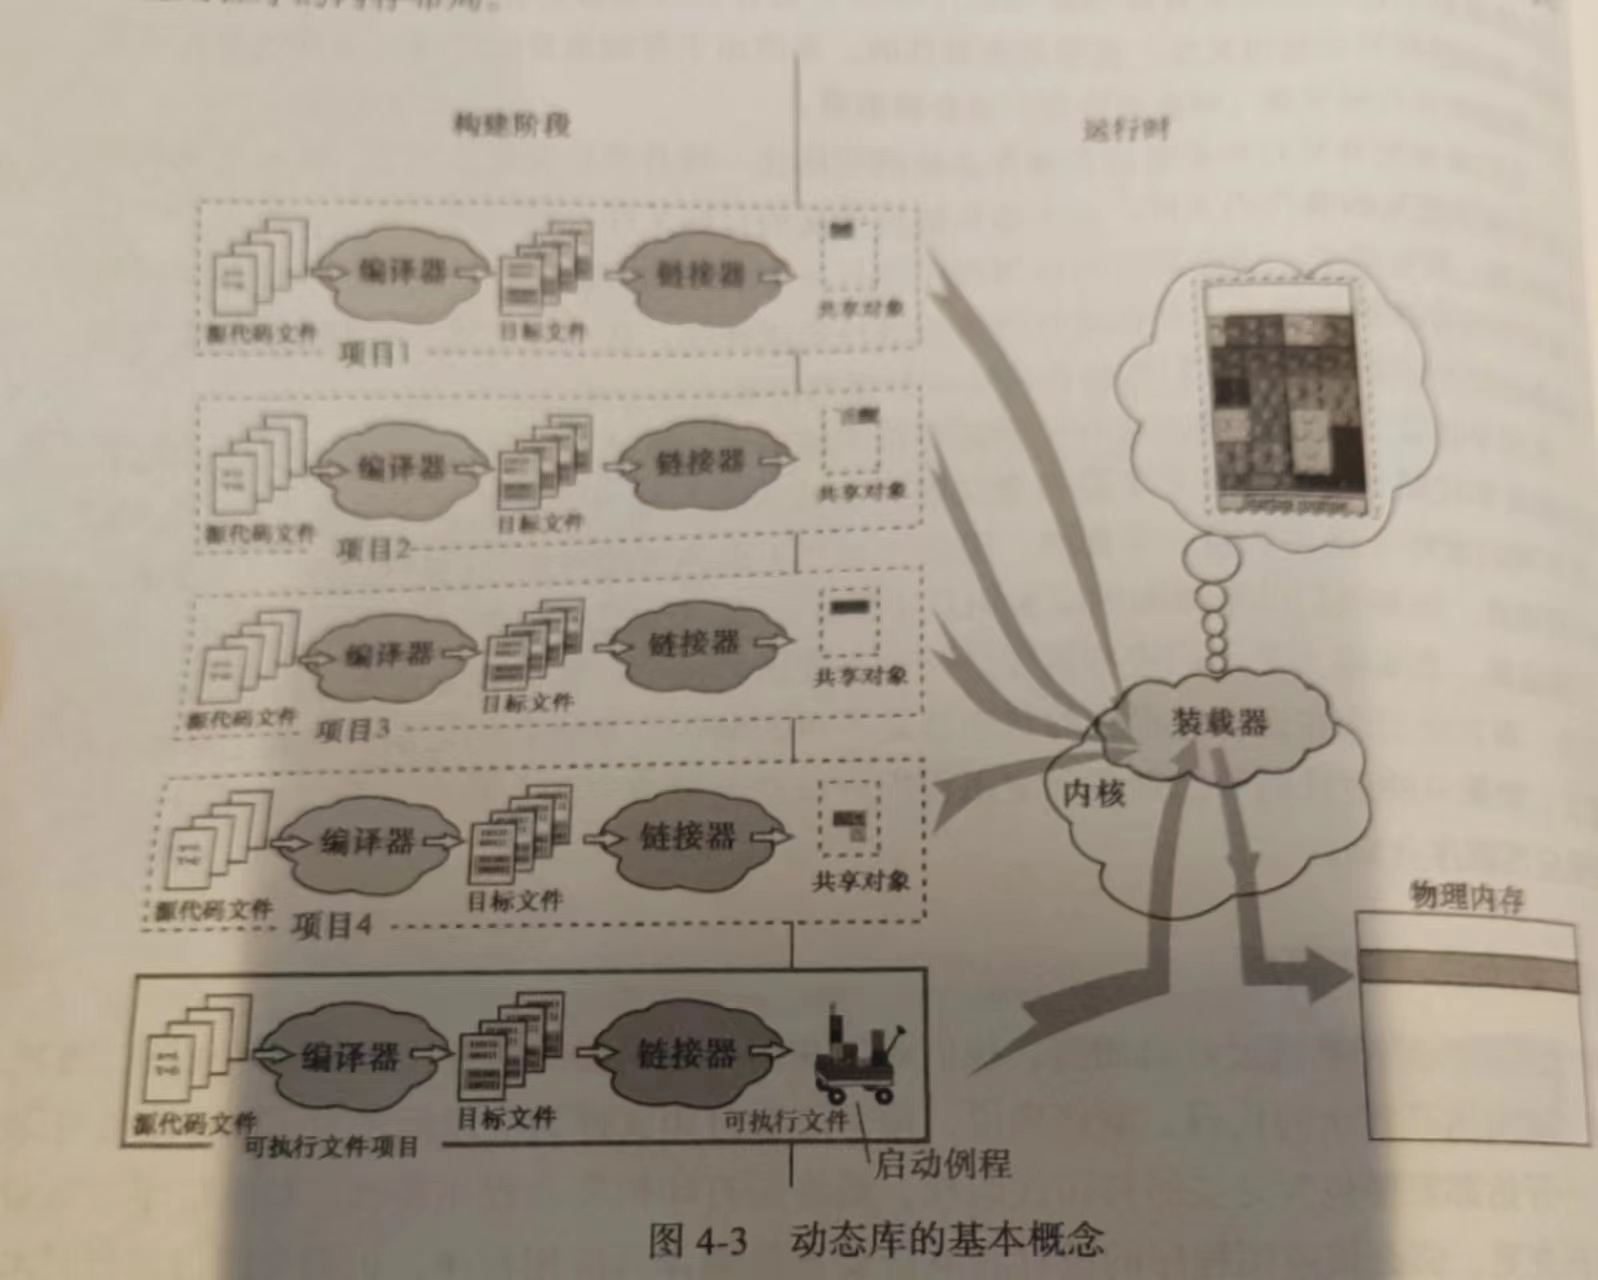 构建阶段 运行时
编译器 链接器
源代码文件 目标文件 共享对象
项目1
编译器 链接器
源代码文件 目标文件 共享对象
项目2
编译器 链接器
源代码文件 目标文件 共享对象
项目3
装载器
内核
编译器 链接器
源代码文件 目标文件 共享对象
项目4
物理内存
编译器 链接器
源代码文件 目标文件 可执行文件
可执行文件项目
启动例程
图 4-3 动态库的基本概念